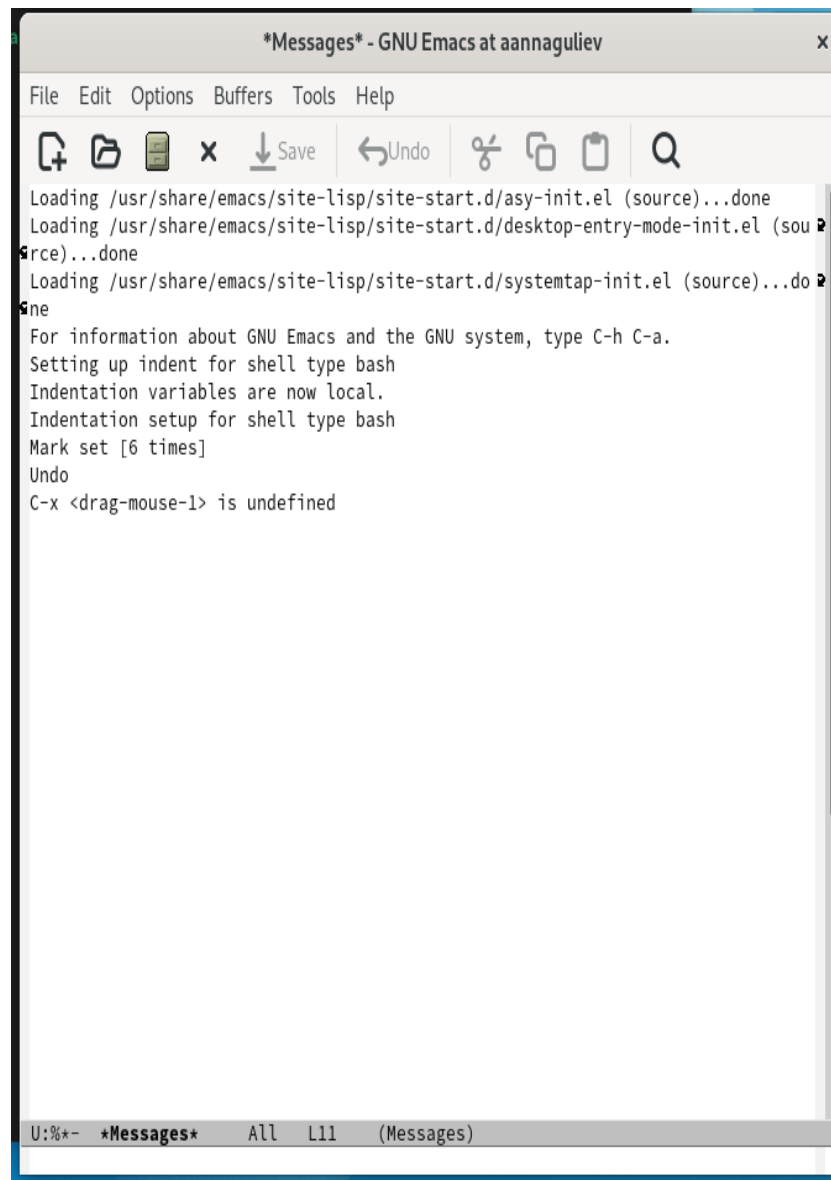 *Messages* - GNU Emacs at aannaguliev
x
File Edit Options Buffers Tools Help
Save Undo
Loading /usr/share/emacs/site-lisp/site-start.d/asy-init.el (source)...done
Loading /usr/share/emacs/site-lisp/site-start.d/desktop-entry-mode-init.el (sou
rce)...done
Loading /usr/share/emacs/site-lisp/site-start.d/systemtap-init.el (source)...do
ne
For information about GNU Emacs and the GNU system, type C-h C-a.
Setting up indent for shell type bash
Indentation variables are now local.
Indentation setup for shell type bash
Mark set [6 times]
Undo
C-x <drag-mouse-1> is undefined
U:%*- *Messages* All L11 (Messages)